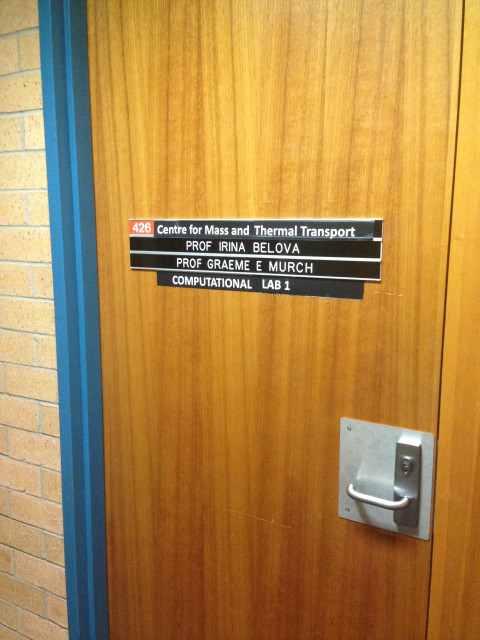 426 Centre for Mass and Thermal Transport
PROF IRINA BELOVA
PROF GRAEME E MURCH
COMPUTATIONAL LAB 1